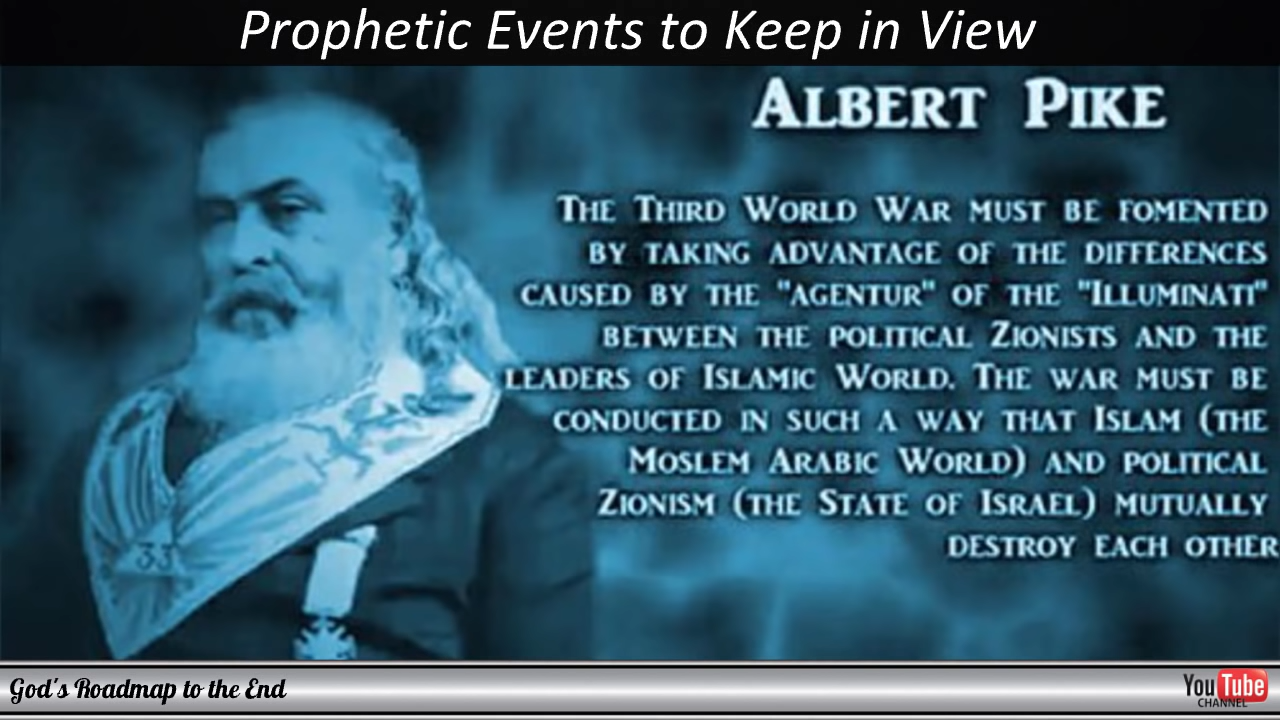 Prophetic Events to Keep in View
ALBERT PIKE
THE THIRD WORLD WAR MUST BE FOMENTED
BY TAKING ADVANTAGE OF THE DIFFERENCES
CAUSED BY THE "AGENTUR" OF THE "ILLUMINATI"
BETWEEN THE POLITICAL ZIONISTS AND THE
LEADERS OF ISLAMIC WORLD. THE WAR MUST BE
CONDUCTED IN SUCH A WAY THAT ISLAM (THE
MOSLEM ARABIC WORLD) AND POLITICAL
ZIONISM (THE STATE OF ISRAEL) MUTUALLY
DESTROY EACH OTHER
33
God's Roadmap to the End
YouTube
CHANNEL